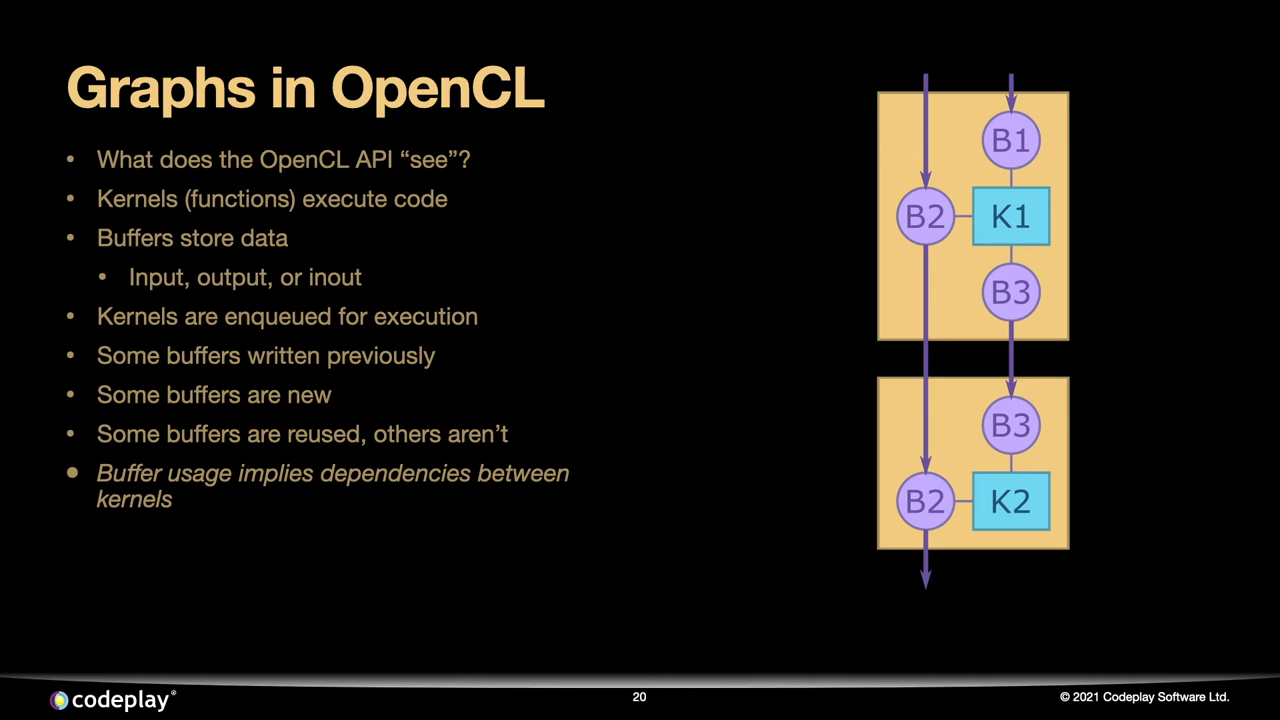 Graphs in OpenCL
• What does the OpenCL API “see”?
• Kernels (functions) execute code
• Buffers store data
• Input, output, or inout
• Kernels are enqueued for execution
• Some buffers written previously
• Some buffers are new
• Some buffers are reused, others aren’t
• Buffer usage implies dependencies between
kernels
B1
B2
K1
B3
B3
B2
K2
codeplay®
20
© 2021 Codeplay Software Ltd.